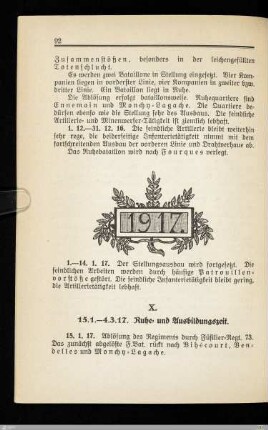 92
Zusammenstößen, besonders in der leichengefüllten
Totenschlucht.
Es werden zwei Bataillone in Stellung eingesetzt. Vier Kom-
panien liegen in vorderster Linie, vier Kompanien in zweiter bzw.
dritter Linie. Ein Bataillon liegt in Ruhe.
Die Ablösung erfolgt bataillonsweise. Ruhequartiere sind
Ennemain und Monchy-Lagache. Die Quartiere be-
dürfen ebenso wie die Stellung sehr des Ausbaus. Die feindliche
Artillerie- und Minenwerfer-Tätigkeit ist ziemlich lebhaft.
1. 12.—31. 12. 16. Die feindliche Artillerie bleibt weiterhin
sehr rege, die beiderseitige Infanterietätigkeit nimmt mit dem
fortschreitenden Ausbau der vorderen Linie und Drahtverhaue ab.
Das Ruhebataillon wird nach Fourques verlegt.
1917
1.—14. 1. 17. Der Stellungsausbau wird fortgesetzt. Die
feindlichen Arbeiten werden durch häufige Patrouillen-
vorstöße gestört. Die feindliche Infanterietätigkeit bleibt gering,
die Artillerietätigkeit lebhaft.
X.
15.1.—4.3.17. Ruhe- und Ausbildungszeit.
15. 1. 17. Ablösung des Regiments durch Füsilier-Regt. 73.
Das zunächst abgelöste F.Bat. rückt nach Bihécourt, Ven-
delles und Monchy-Lagache.